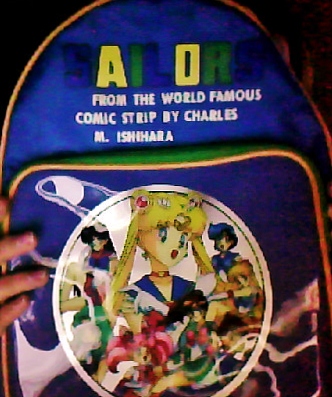 SAILORS
FROM THE WORLD FAMOUS
COMIC STRIP BY CHARLES
M. ISHIHARA